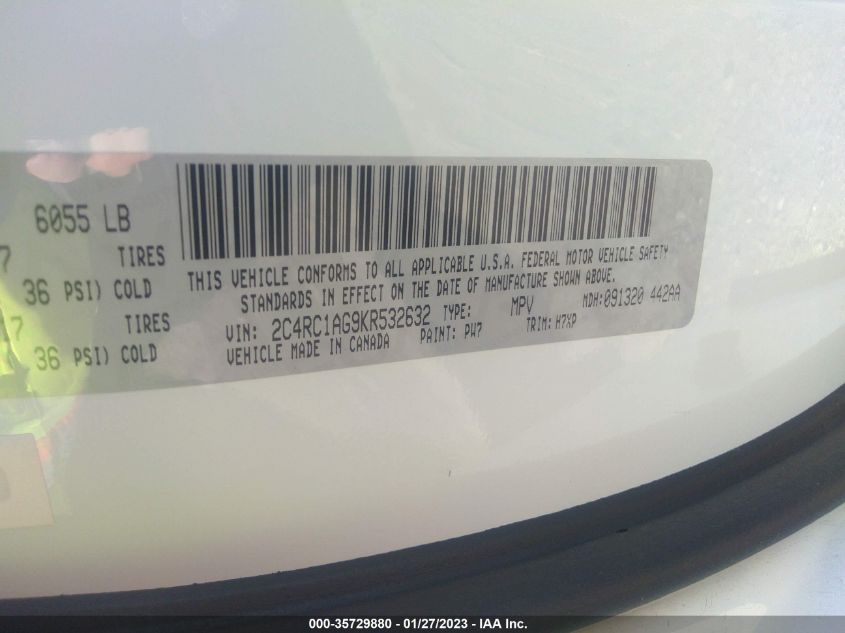 6055 LB
7 TIRES
36 PSI) COLD
7 TIRES
36 PSI) COLD
THIS VEHICLE CONFORMS TO ALL APPLICABLE U.S.A. FEDERAL MOTOR VEHICLE SAFETY
STANDARDS IN EFFECT ON THE DATE OF MANUFACTURE SHOWN ABOVE.
VIN: 2C4RC1AG9KR532632 TYPE: MPV MDH: 091320 442AA
VEHICLE MADE IN CANADA PAINT: PW7 TRIM: H7XP
000-35729880 - 01/27/2023 - IAA Inc.